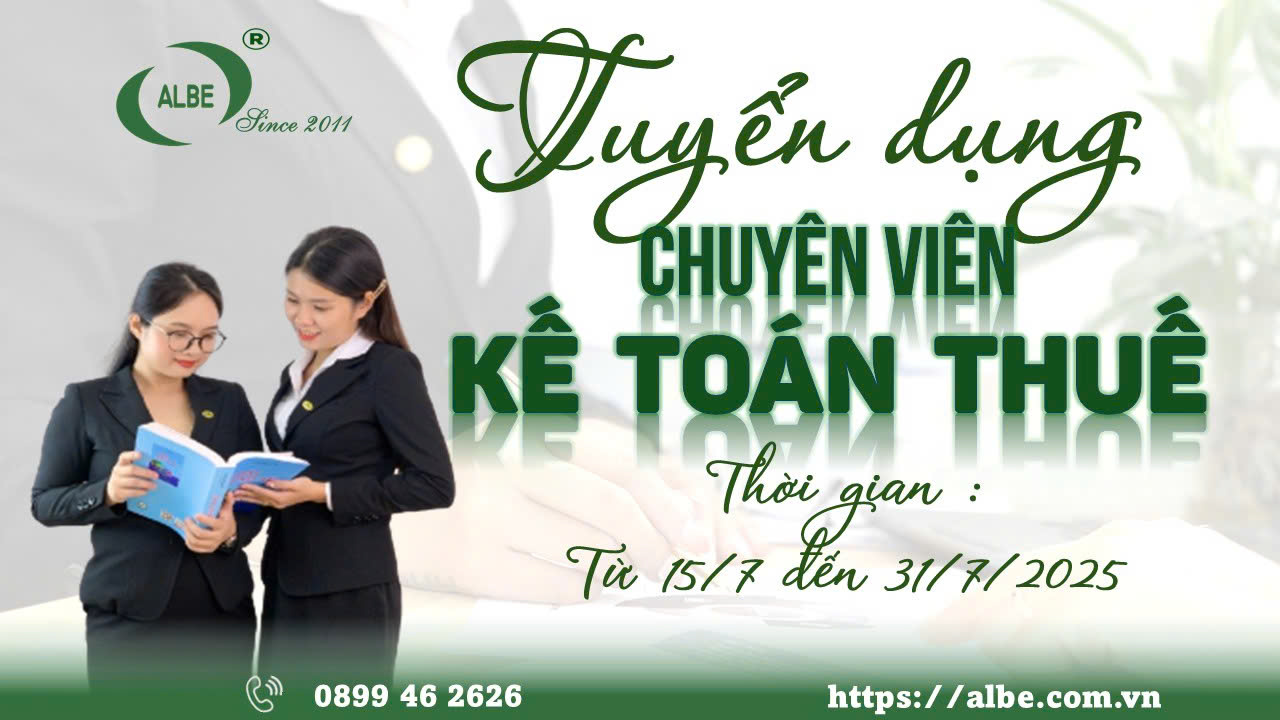 ALBE
®
Since 2011
Tuyển dụng
CHUYÊN VIÊN
KẾ TOÁN THUẾ
Thời gian :
Từ 15/7 đến 31/7/2025
0899 46 2626
https://albe.com.vn